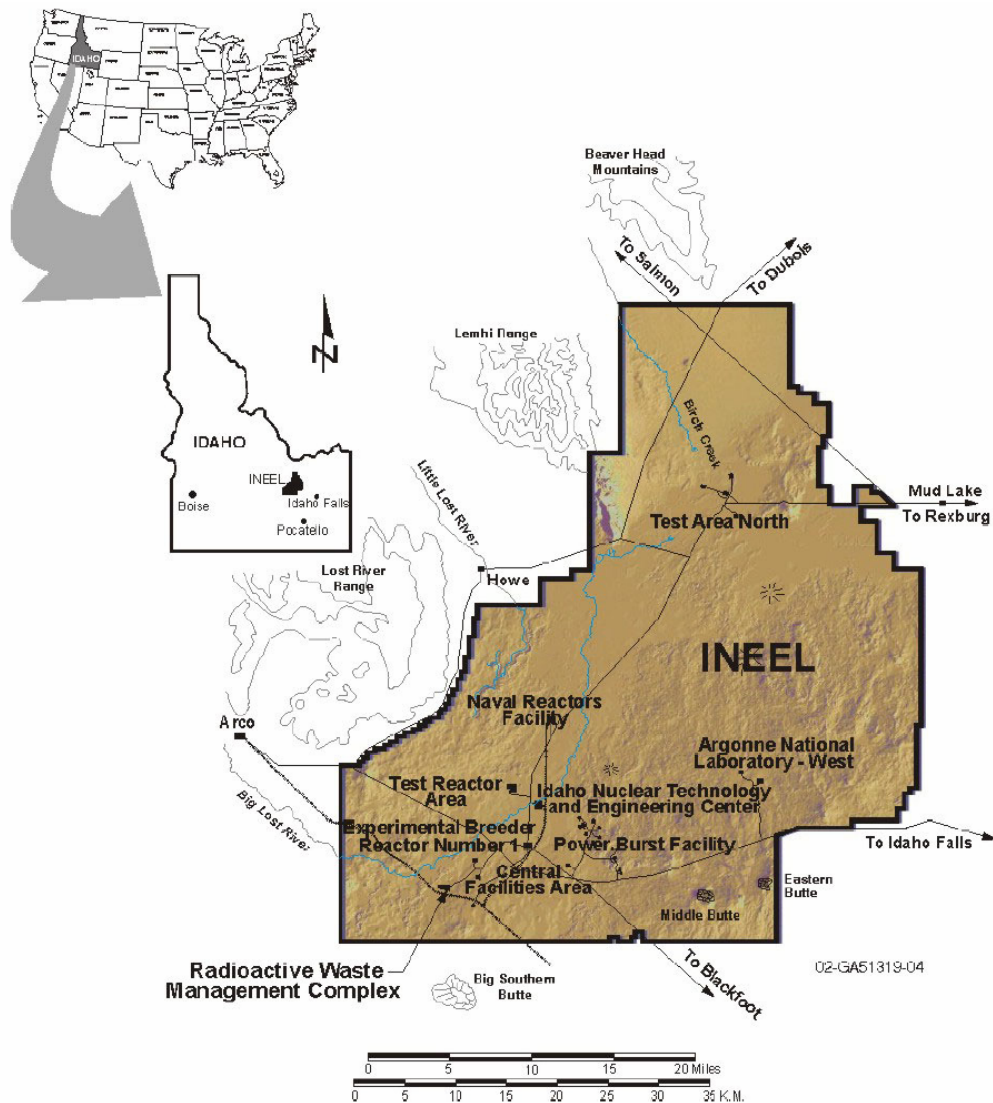 IDAHO
Beaver Head
Mountains
To Salmon
To Dubois
Lemhi Range
N
Birch Creek
IDAHO
INEEL
Boise
Idaho Falls
Pocatello
Little Lost River
Mud Lake
To Rexburg
Test Area North
Lost River
Range
Howe
INEEL
Naval Reactors
Facility
Arco
Argonne National
Laboratory - West
Test Reactor
Area
Idaho Nuclear Technology
and Engineering Center
Big Lost River
Experimental Breeder
Reactor Number 1
Power Burst Facility
To Idaho Falls
Central
Facilities Area
Eastern
Butte
Middle Butte
Radioactive Waste
Management Complex
Big Southern
Butte
To Blackfoot
02-GA51319-04
0 5 10 15 20 Miles
0 5 10 15 20 25 30 35 K.M.